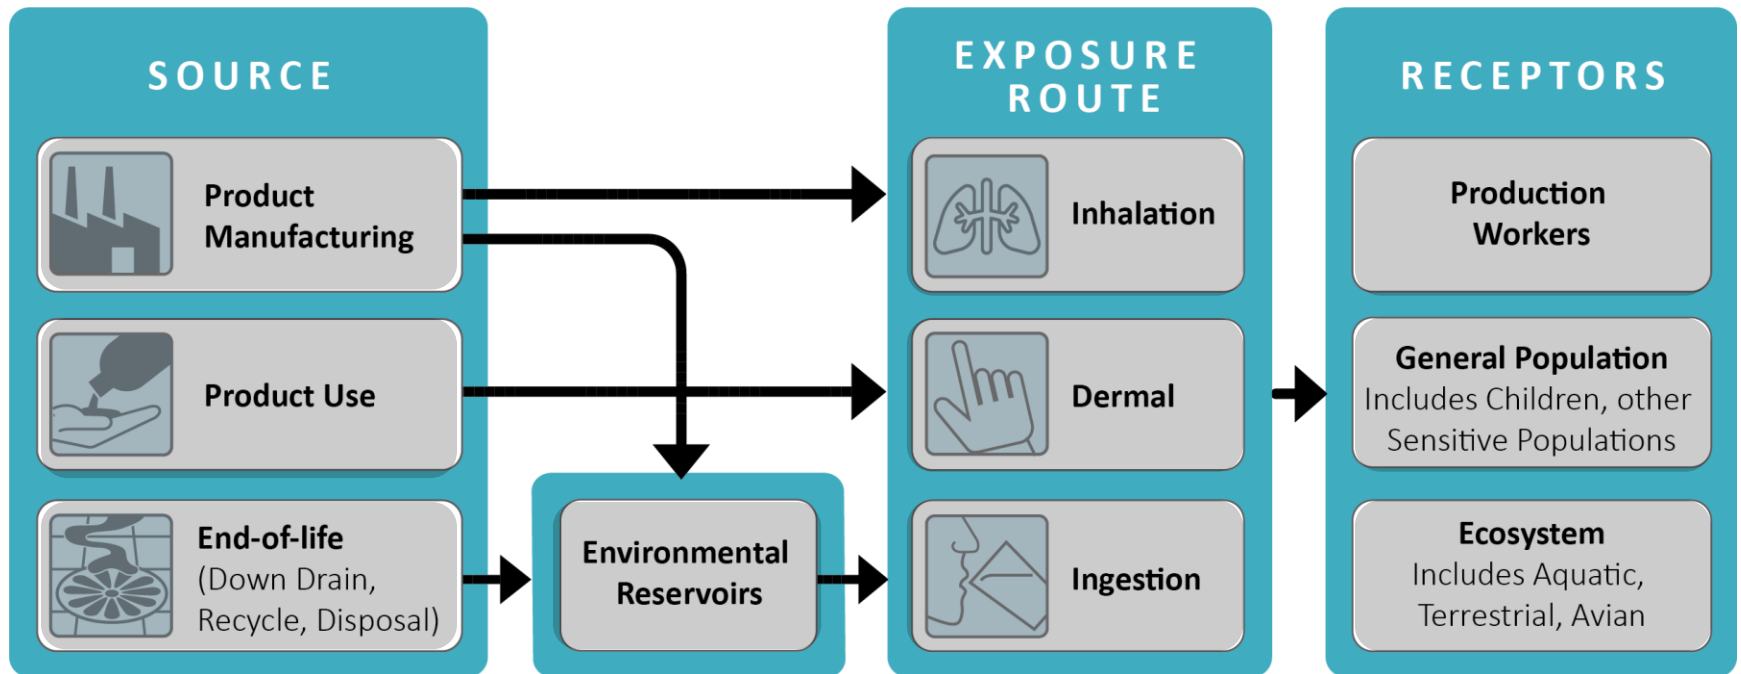 SOURCE
Product
Manufacturing
Product Use
End-of-life
(Down Drain,
Recycle, Disposal)
Environmental
Reservoirs
EXPOSURE
ROUTE
Inhalation
Dermal
Ingestion
RECEPTORS
Production
Workers
General Population
Includes Children, other
Sensitive Populations
Ecosystem
Includes Aquatic,
Terrestrial, Avian